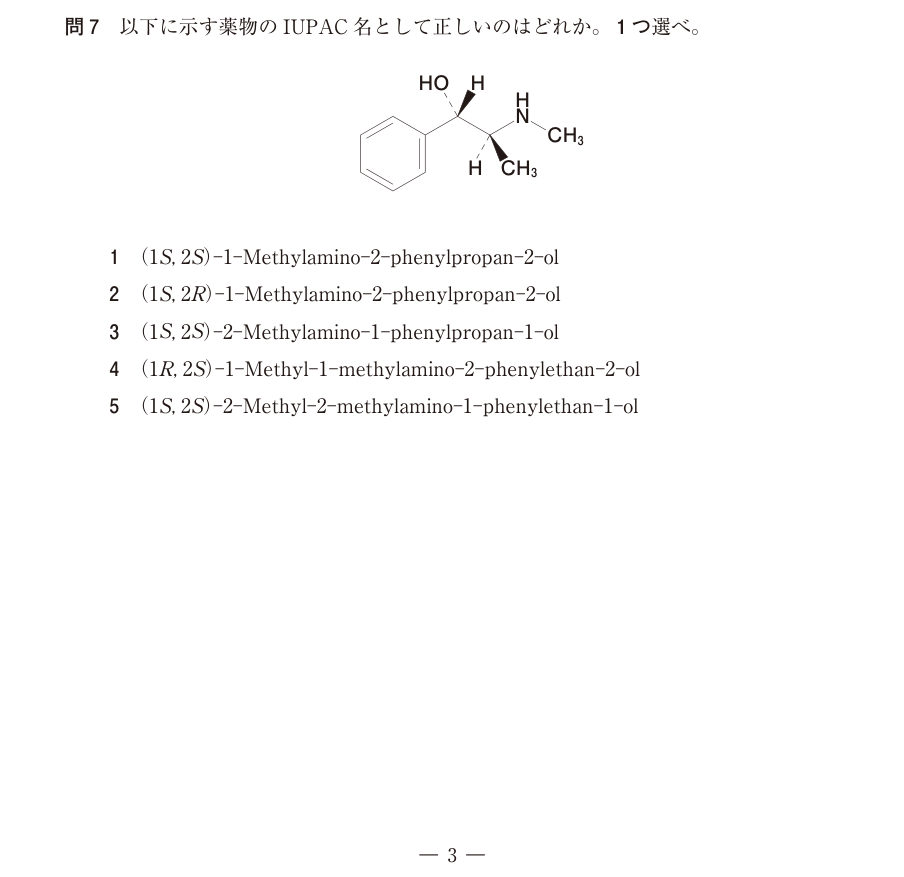 問7 以下に示す薬物の IUPAC 名として正しいのはどれか。1つ選べ。
HO H
H
N
CH₃
H CH₃
1 (1S, 2S)-1-Methylamino-2-phenylpropan-2-ol
2 (1S, 2R)-1-Methylamino-2-phenylpropan-2-ol
3 (1S, 2S)-2-Methylamino-1-phenylpropan-1-ol
4 (1R, 2S)-1-Methyl-1-methylamino-2-phenylethan-2-ol
5 (1S, 2S)-2-Methyl-2-methylamino-1-phenylethan-1-ol
― 3 ―